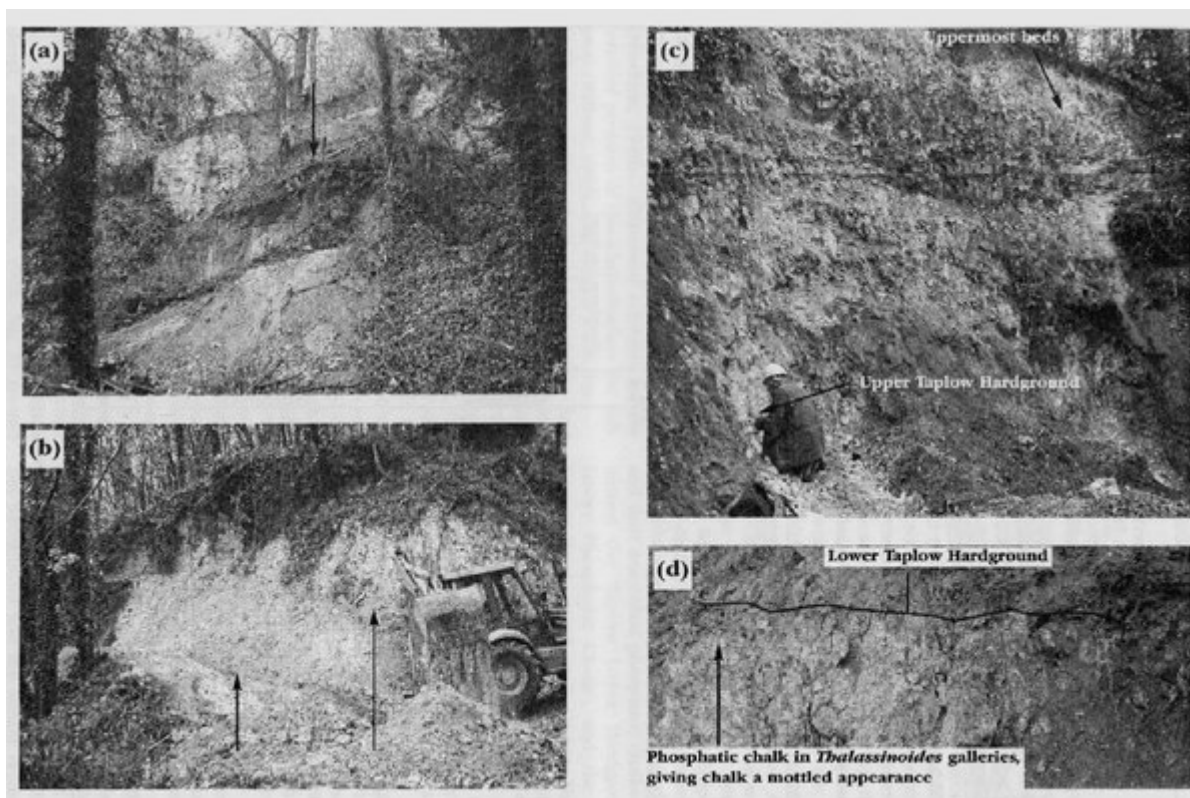 (a)
(b)
(c)
Uppermost beds
Upper Taplow Hardground
(d)
Lower Taplow Hardground
Phosphatic chalk in Thalassinoides galleries,
giving chalk a mottled appearance